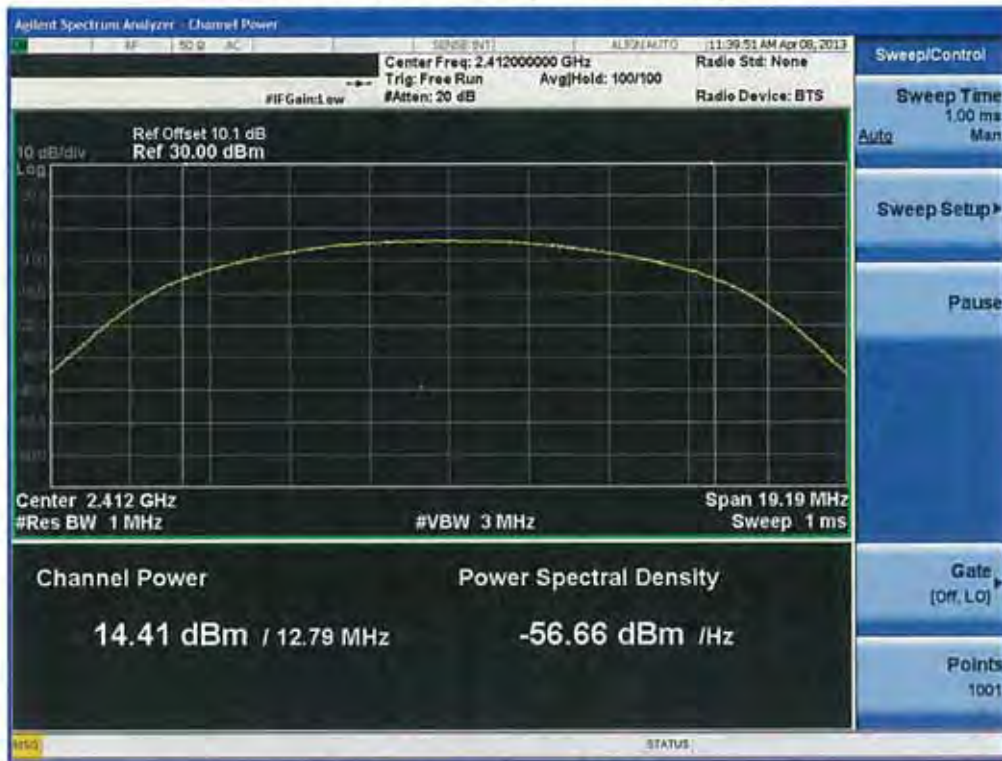 Agilent Spectrum Analyzer - Channel Power
RF 50 Ω AC SENSE:INT ALIGN AUTO 11:39:51 AM Apr 08, 2013
Center Freq: 2.412000000 GHz Radio Std: None
Trig: Free Run Avg|Hold: 100/100
#IFGain:Low #Atten: 20 dB Radio Device: BTS
Ref Offset 10.1 dB
10 dB/div Ref 30.00 dBm
Log
Center 2.412 GHz Span 19.19 MHz
#Res BW 1 MHz #VBW 3 MHz Sweep 1 ms
Channel Power Power Spectral Density
14.41 dBm / 12.79 MHz -56.66 dBm /Hz
MSG STATUS
Sweep/Control
Sweep Time
1.00 ms
Auto Man
Sweep Setup
Pause
Gate
[Off, LO]
Points
1001